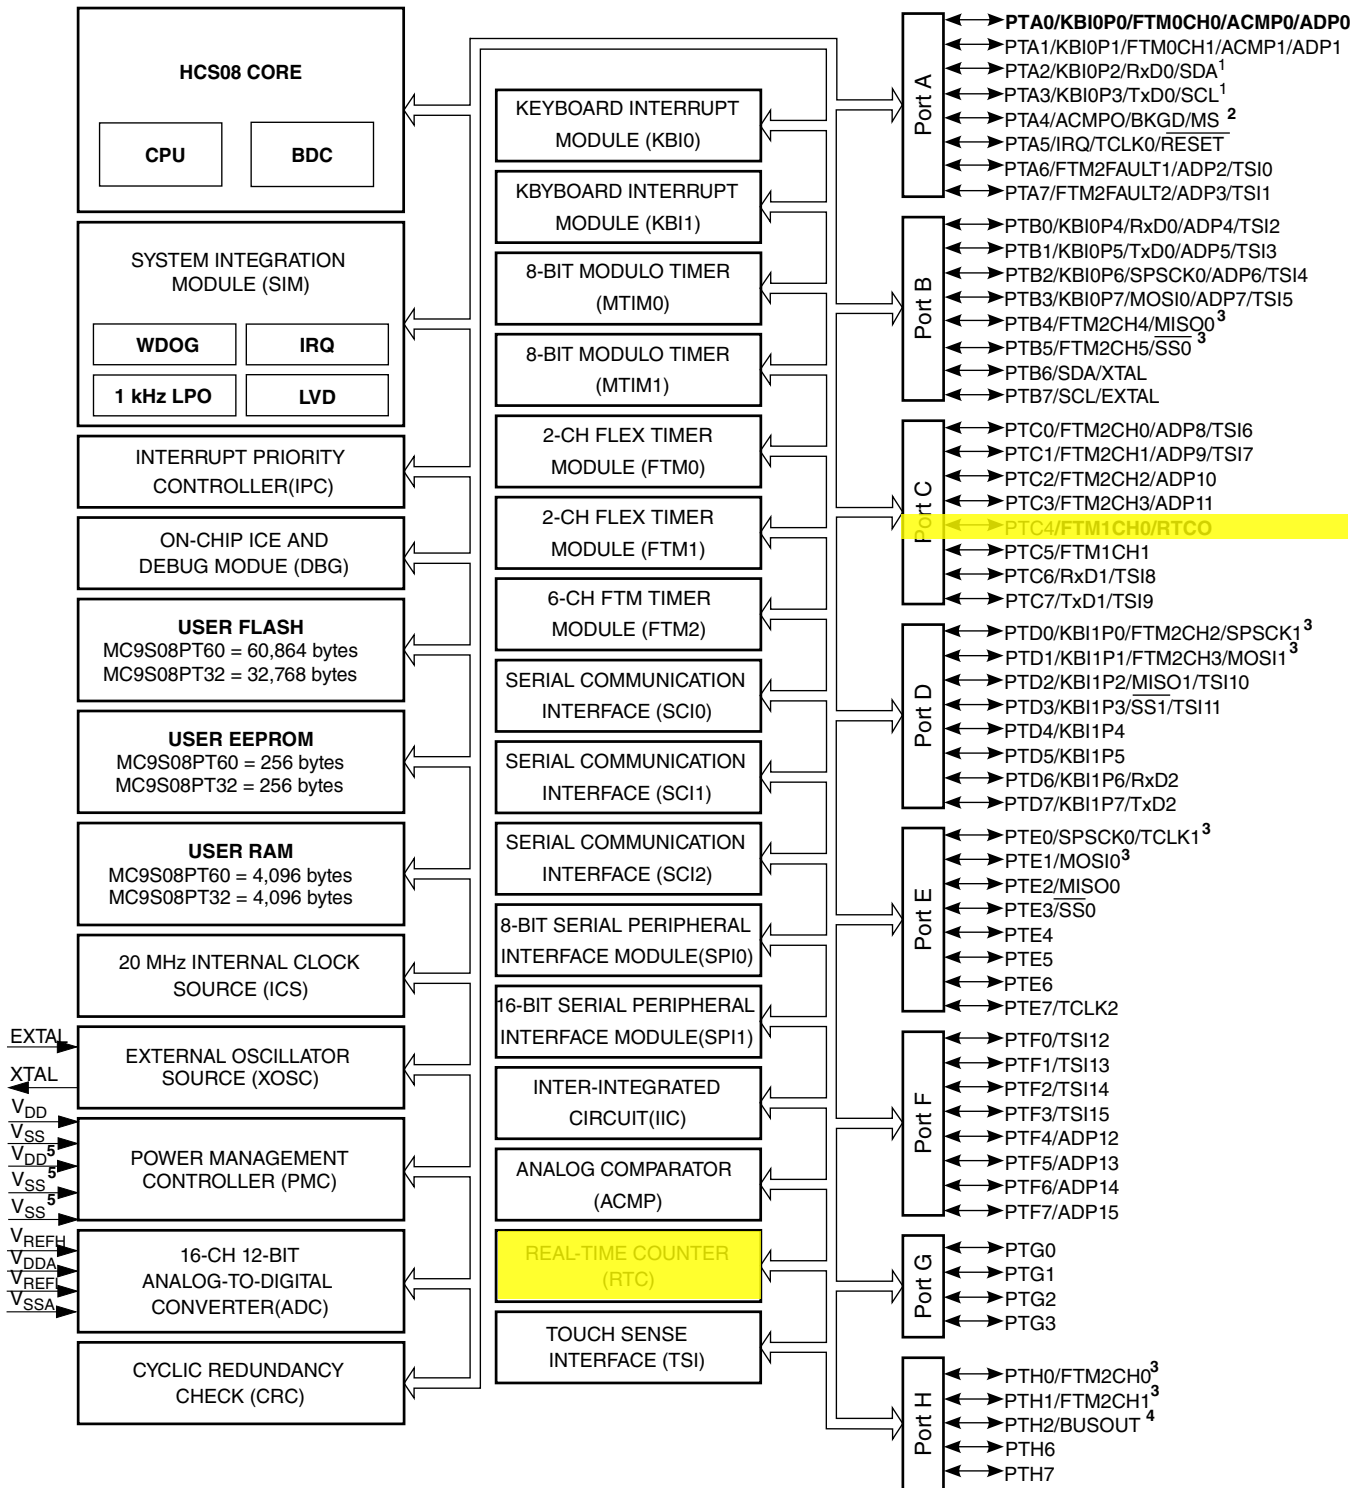 HCS08 CORE
CPU
BDC
SYSTEM INTEGRATION
MODULE (SIM)
WDOG
IRQ
1 kHz LPO
LVD
INTERRUPT PRIORITY
CONTROLLER(IPC)
ON-CHIP ICE AND
DEBUG MODUE (DBG)
USER FLASH
MC9S08PT60 = 60,864 bytes
MC9S08PT32 = 32,768 bytes
USER EEPROM
MC9S08PT60 = 256 bytes
MC9S08PT32 = 256 bytes
USER RAM
MC9S08PT60 = 4,096 bytes
MC9S08PT32 = 4,096 bytes
20 MHz INTERNAL CLOCK
SOURCE (ICS)
EXTAL
XTAL
EXTERNAL OSCILLATOR
SOURCE (XOSC)
VDD
VSS
VDD5
VSS5
VSS5
POWER MANAGEMENT
CONTROLLER (PMC)
VREFH
VDDA
VREFL
VSSA
16-CH 12-BIT
ANALOG-TO-DIGITAL
CONVERTER(ADC)
CYCLIC REDUNDANCY
CHECK (CRC)
KEYBOARD INTERRUPT
MODULE (KBI0)
KBYBOARD INTERRUPT
MODULE (KBI1)
8-BIT MODULO TIMER
(MTIM0)
8-BIT MODULO TIMER
(MTIM1)
2-CH FLEX TIMER
MODULE (FTM0)
2-CH FLEX TIMER
MODULE (FTM1)
6-CH FTM TIMER
MODULE (FTM2)
SERIAL COMMUNICATION
INTERFACE (SCI0)
SERIAL COMMUNICATION
INTERFACE (SCI1)
SERIAL COMMUNICATION
INTERFACE (SCI2)
8-BIT SERIAL PERIPHERAL
INTERFACE MODULE(SPI0)
16-BIT SERIAL PERIPHERAL
INTERFACE MODULE(SPI1)
INTER-INTEGRATED
CIRCUIT(IIC)
ANALOG COMPARATOR
(ACMP)
REAL-TIME COUNTER
(RTC)
TOUCH SENSE
INTERFACE (TSI)
Port A
PTA0/KBI0P0/FTM0CH0/ACMP0/ADP0
PTA1/KBI0P1/FTM0CH1/ACMP1/ADP1
PTA2/KBI0P2/RxD0/SDA1
PTA3/KBI0P3/TxD0/SCL1
PTA4/ACMPO/BKGD/MS 2
PTA5/IRQ/TCLK0/RESET
PTA6/FTM2FAULT1/ADP2/TSI0
PTA7/FTM2FAULT2/ADP3/TSI1
Port B
PTB0/KBI0P4/RxD0/ADP4/TSI2
PTB1/KBI0P5/TxD0/ADP5/TSI3
PTB2/KBI0P6/SPSCK0/ADP6/TSI4
PTB3/KBI0P7/MOSI0/ADP7/TSI5
PTB4/FTM2CH4/MISO0 3
PTB5/FTM2CH5/SS0 3
PTB6/SDA/XTAL
PTB7/SCL/EXTAL
Port C
PTC0/FTM2CH0/ADP8/TSI6
PTC1/FTM2CH1/ADP9/TSI7
PTC2/FTM2CH2/ADP10
PTC3/FTM2CH3/ADP11
PTC4/FTM1CH0/RTCO
PTC5/FTM1CH1
PTC6/RxD1/TSI8
PTC7/TxD1/TSI9
Port D
PTD0/KBI1P0/FTM2CH2/SPSCK1 3
PTD1/KBI1P1/FTM2CH3/MOSI1 3
PTD2/KBI1P2/MISO1/TSI10
PTD3/KBI1P3/SS1/TSI11
PTD4/KBI1P4
PTD5/KBI1P5
PTD6/KBI1P6/RxD2
PTD7/KBI1P7/TxD2
Port E
PTE0/SPSCK0/TCLK1 3
PTE1/MOSI0 3
PTE2/MISO0
PTE3/SS0
PTE4
PTE5
PTE6
PTE7/TCLK2
Port F
PTF0/TSI12
PTF1/TSI13
PTF2/TSI14
PTF3/TSI15
PTF4/ADP12
PTF5/ADP13
PTF6/ADP14
PTF7/ADP15
Port G
PTG0
PTG1
PTG2
PTG3
Port H
PTH0/FTM2CH0 3
PTH1/FTM2CH1 3
PTH2/BUSOUT 4
PTH6
PTH7